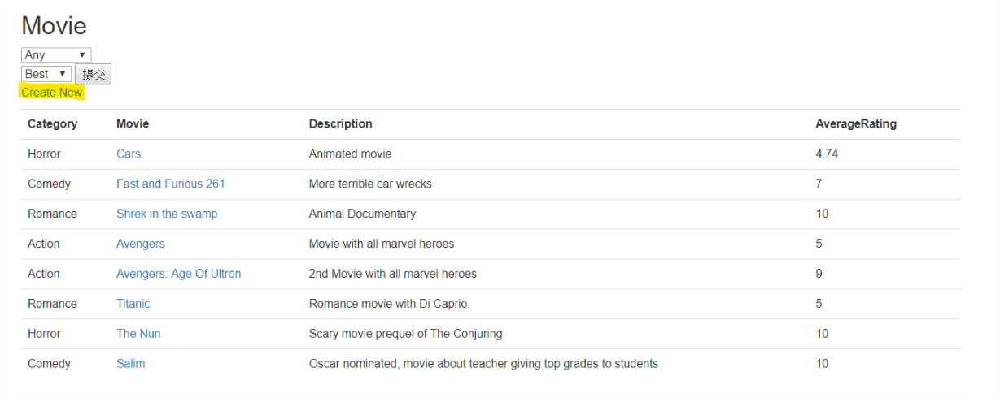 Movie
Any
Best 提交
Create New
Category Movie Description AverageRating
Horror Cars Animated movie 4.74
Comedy Fast and Furious 261 More terrible car wrecks 7
Romance Shrek in the swamp Animal Documentary 10
Action Avengers Movie with all marvel heroes 5
Action Avengers: Age Of Ultron 2nd Movie with all marvel heroes 9
Romance Titanic Romance movie with Di Caprio 5
Horror The Nun Scary movie prequel of The Conjuring 10
Comedy Salim Oscar nominated, movie about teacher giving top grades to students 10